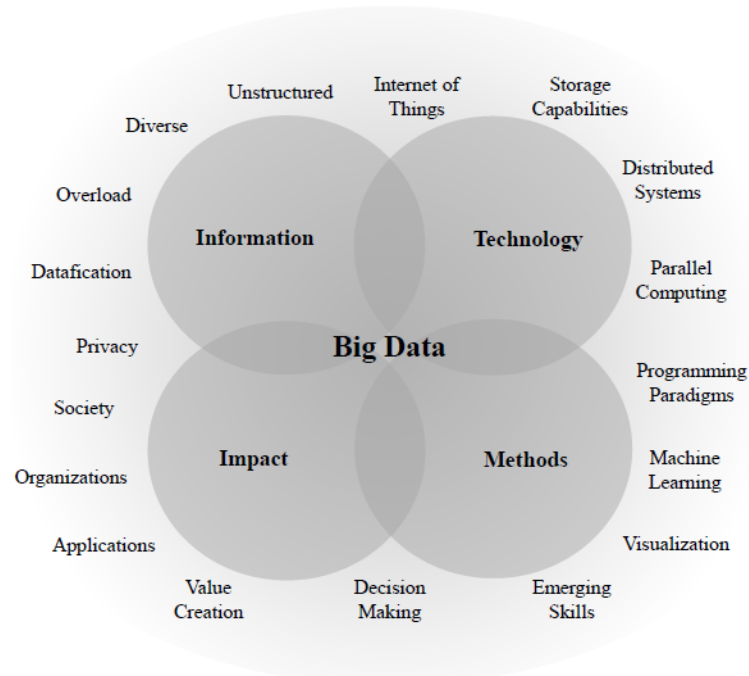 Unstructured
Internet of
Things
Storage
Capabilities
Diverse
Distributed
Systems
Overload
Information
Technology
Datafication
Parallel
Computing
Privacy
Big Data
Programming
Paradigms
Society
Impact
Methods
Machine
Learning
Organizations
Applications
Visualization
Value
Creation
Decision
Making
Emerging
Skills